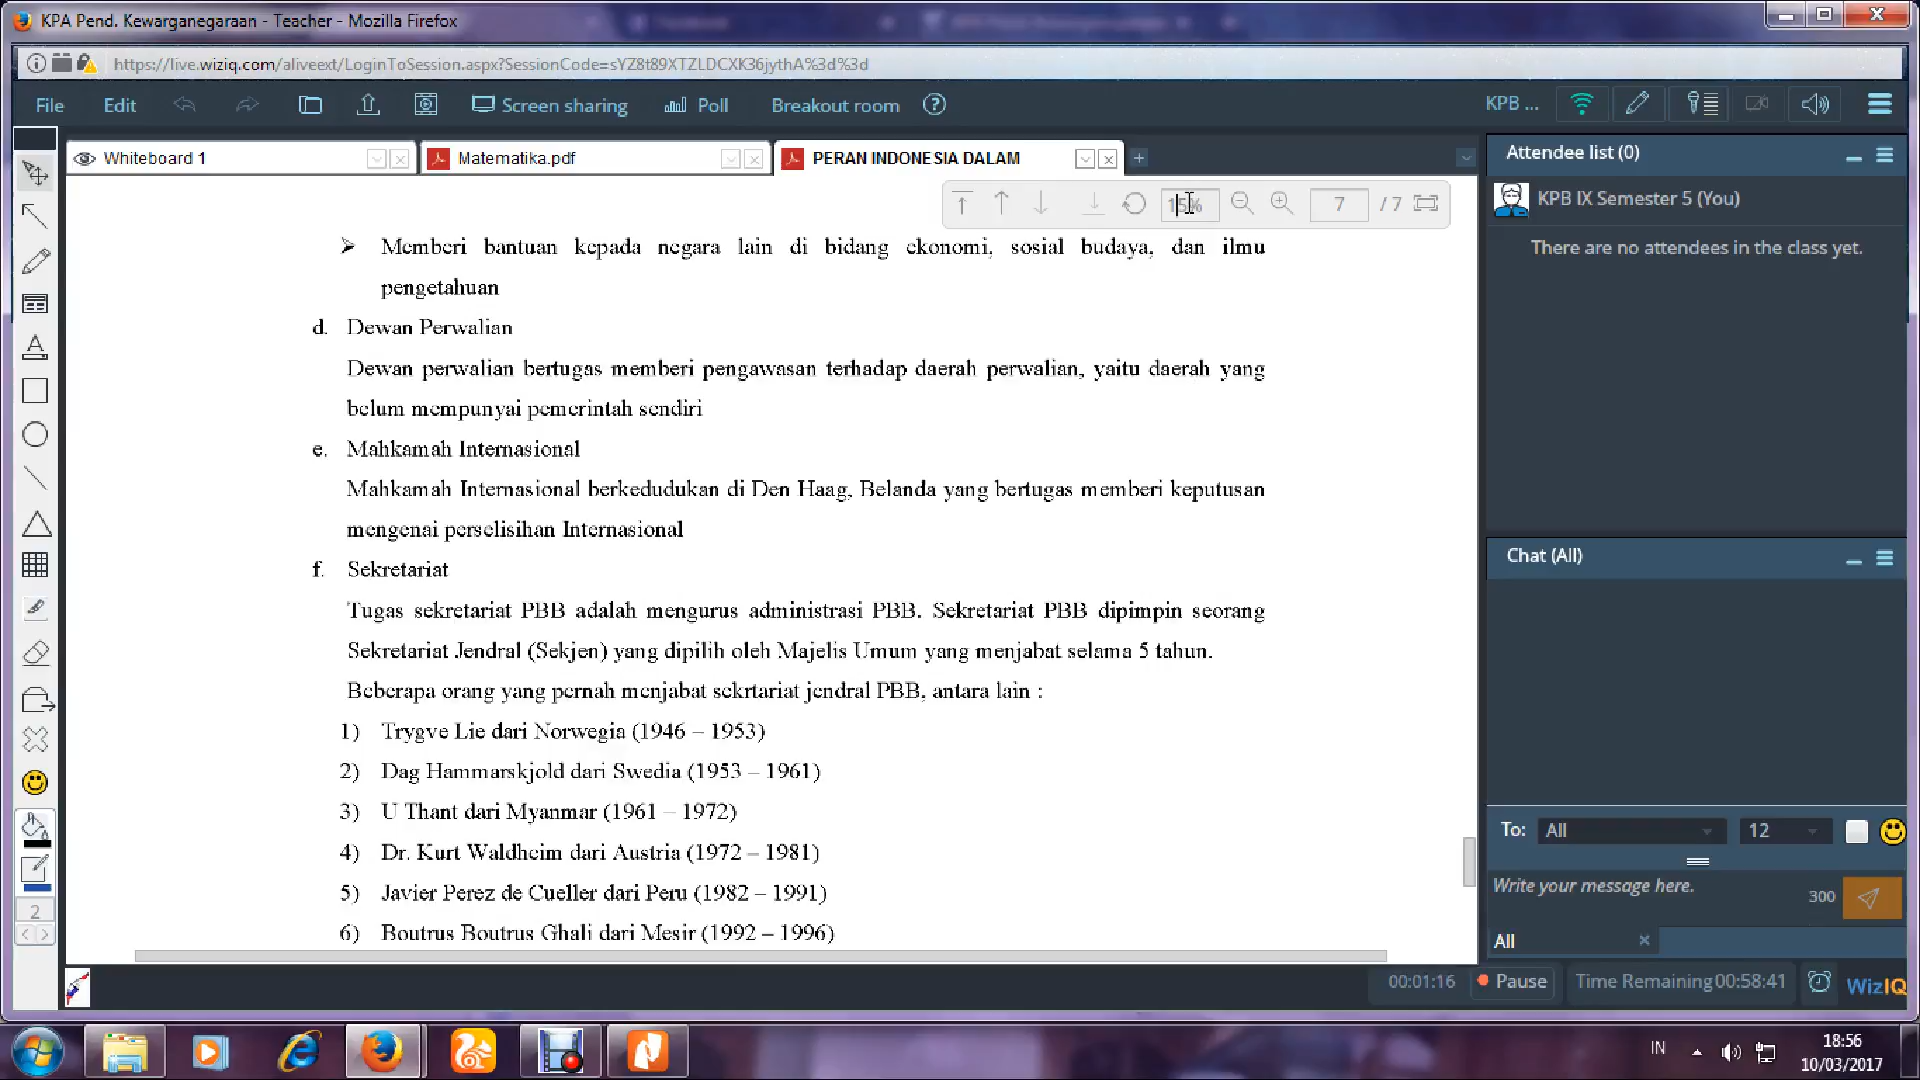 KPA Pend. Kewarganegaraan - Teacher - Mozilla Firefox
https://live.wiziq.com/aliveext/LoginToSession.aspx?SessionCode=sYZ8t89XTZLDCXK36jythA%3d%3d
File Edit Screen sharing Poll Breakout room KPB ...
Whiteboard 1 Matematika.pdf PERAN INDONESIA DALAM
7 / 7
Attendee list (0)
KPB IX Semester 5 (You)
There are no attendees in the class yet.
Memberi bantuan kepada negara lain di bidang ekonomi, sosial budaya, dan ilmu
pengetahuan
d. Dewan Perwalian
Dewan perwalian bertugas memberi pengawasan terhadap daerah perwalian, yaitu daerah yang
belum mempunyai pemerintah sendiri
e. Mahkamah Internasional
Mahkamah Internasional berkedudukan di Den Haag, Belanda yang bertugas memberi keputusan
mengenai perselisihan Internasional
f. Sekretariat
Tugas sekretariat PBB adalah mengurus administrasi PBB. Sekretariat PBB dipimpin seorang
Sekretariat Jendral (Sekjen) yang dipilih oleh Majelis Umum yang menjabat selama 5 tahun.
Beberapa orang yang pernah menjabat sekrtariat jendral PBB, antara lain :
1) Trygve Lie dari Norwegia (1946 – 1953)
2) Dag Hammarskjold dari Swedia (1953 – 1961)
3) U Thant dari Myanmar (1961 – 1972)
4) Dr. Kurt Waldheim dari Austria (1972 – 1981)
5) Javier Perez de Cueller dari Peru (1982 – 1991)
6) Boutrus Boutrus Ghali dari Mesir (1992 – 1996)
Chat (All)
To: All 12
Write your message here.
300
All
2
00:01:16 Pause Time Remaining 00:58:41 WizIQ
IN 18:56
10/03/2017